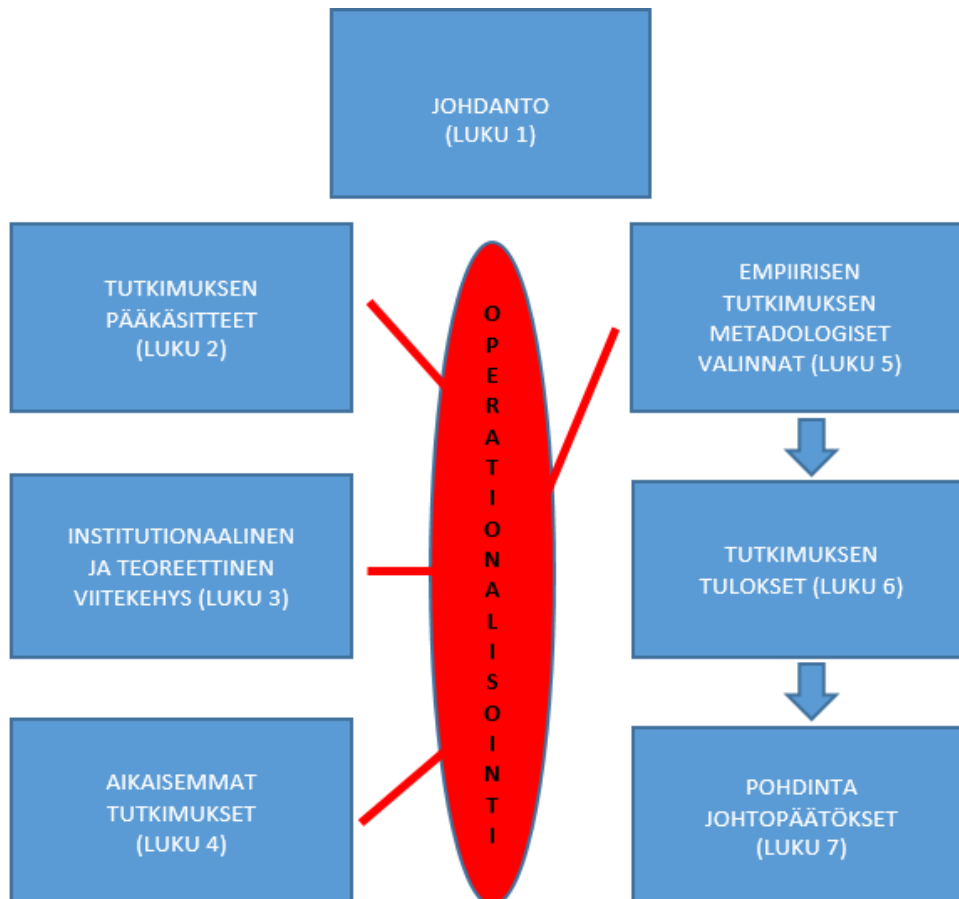 JOHDANTO
(LUKU 1)
TUTKIMUKSEN
PÄÄKÄSITTEET
(LUKU 2)
INSTITUTIONAALINEN
JA TEOREETTINEN
VIITEKEHYS (LUKU 3)
AIKAISEMMAT
TUTKIMUKSET
(LUKU 4)
OPERATIONALISOINTI
EMPIIRISEN
TUTKIMUKSEN
METADOLOGISET
VALINNAT (LUKU 5)
TUTKIMUKSEN
TULOKSET (LUKU 6)
POHDINTA
JOHTOPÄÄTÖKSET
(LUKU 7)